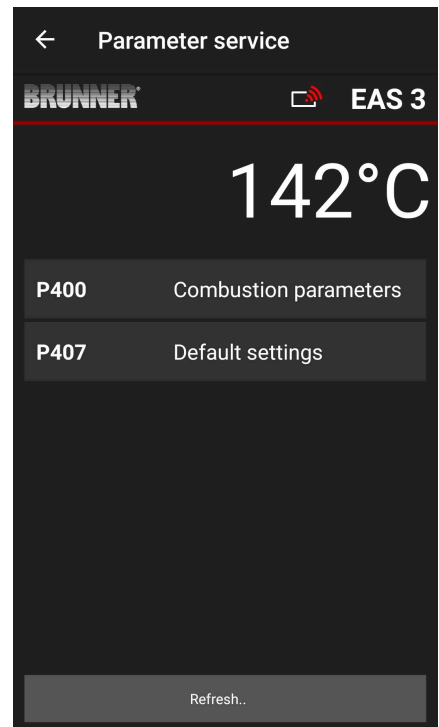 Parameter service
BRUNNER® EAS 3
142°C
P400 Combustion parameters
P407 Default settings
Refresh..